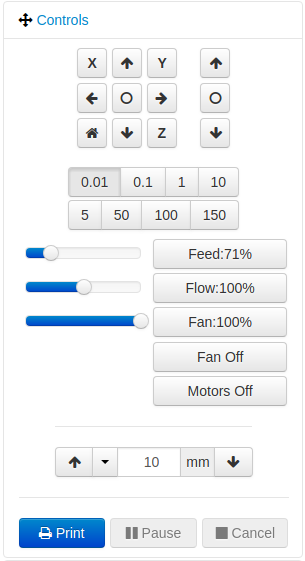 Controls
X Y
Z
0.01 0.1 1 10
5 50 100 150
Feed:71%
Flow:100%
Fan:100%
Fan Off
Motors Off
10 mm
Print Pause Cancel